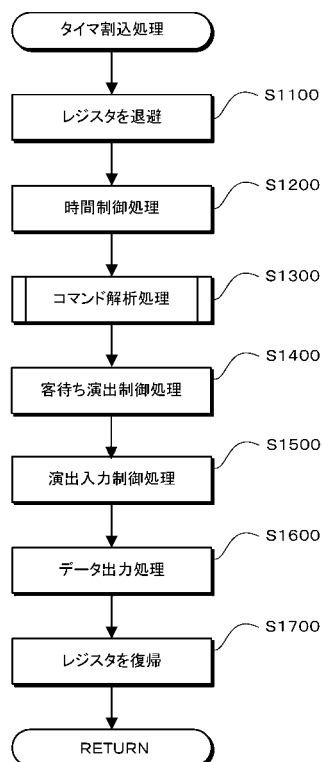 タイマ割込処理
レジスタを退避
S1100
時間制御処理
S1200
コマンド解析処理
S1300
客待ち演出制御処理
S1400
演出入力制御処理
S1500
データ出力処理
S1600
レジスタを復帰
S1700
RETURN